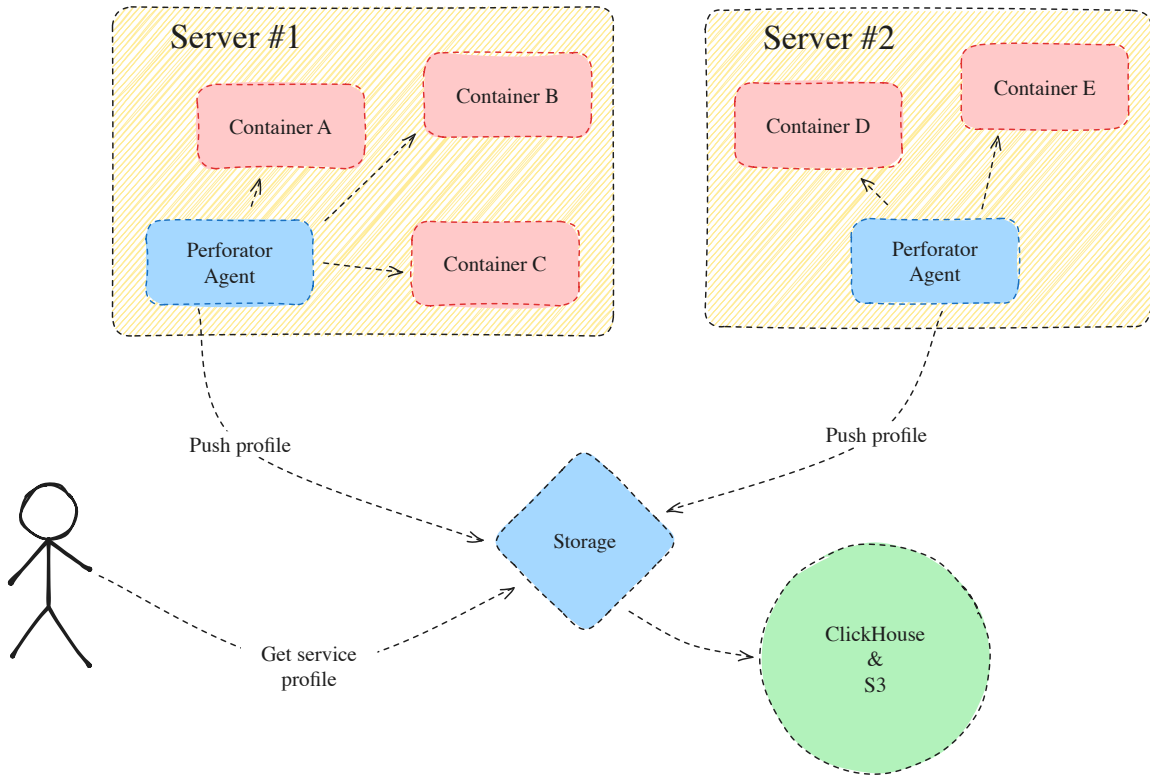 Server #1
Server #2
Container A
Container B
Container D
Container E
Perforator
Agent
Container C
Perforator
Agent
Push profile
Push profile
Storage
Get service
profile
ClickHouse
&
S3